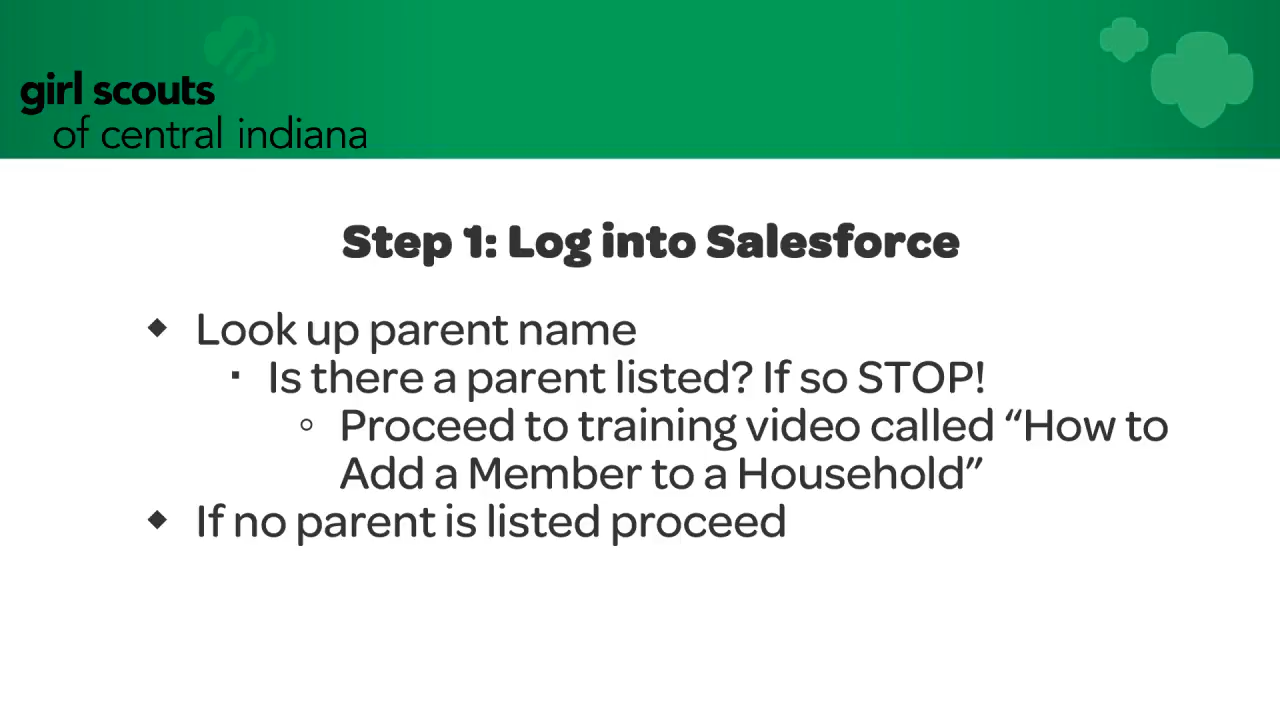 girl scouts
of central indiana
Step 1: Log into Salesforce
◆ Look up parent name
▪ Is there a parent listed? If so STOP!
◦ Proceed to training video called “How to
Add a Member to a Household”
◆ If no parent is listed proceed